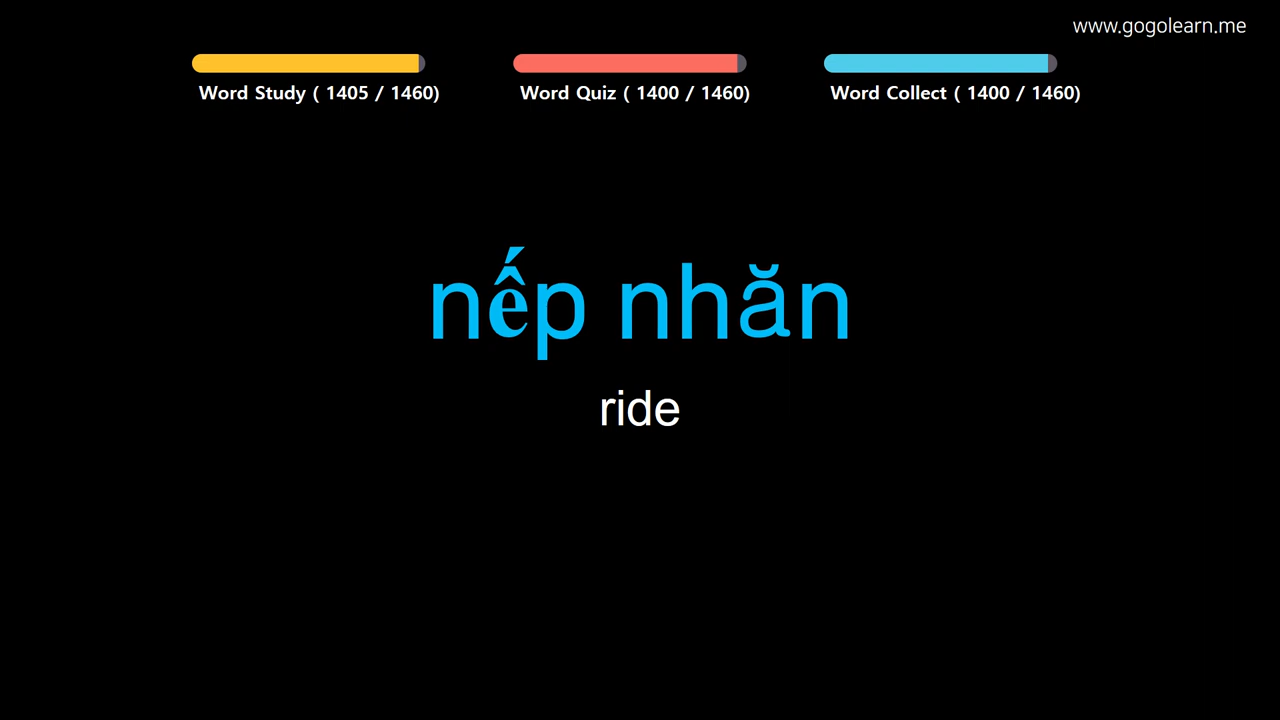 www.gogolearn.me
Word Study ( 1405 / 1460)
Word Quiz ( 1400 / 1460)
Word Collect ( 1400 / 1460)
nếp nhăn
ride